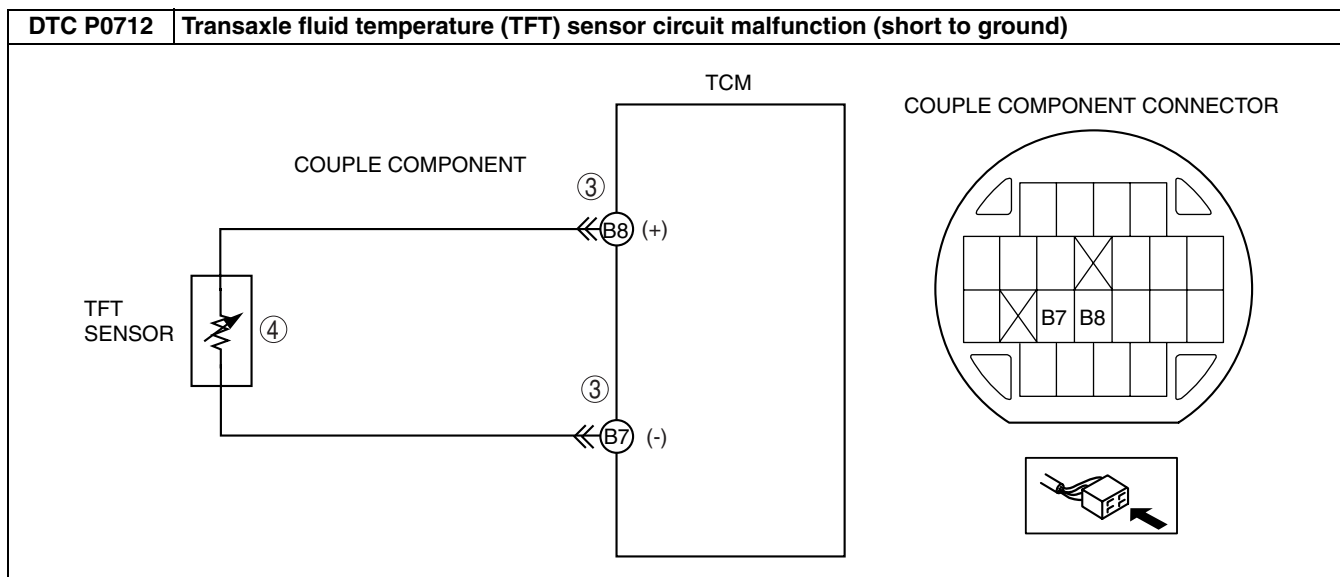 DTC P0712 Transaxle fluid temperature (TFT) sensor circuit malfunction (short to ground)
TCM
COUPLE COMPONENT CONNECTOR
COUPLE COMPONENT
③
B8 (+)
TFT
SENSOR
④
B7 B8
③
B7 (-)